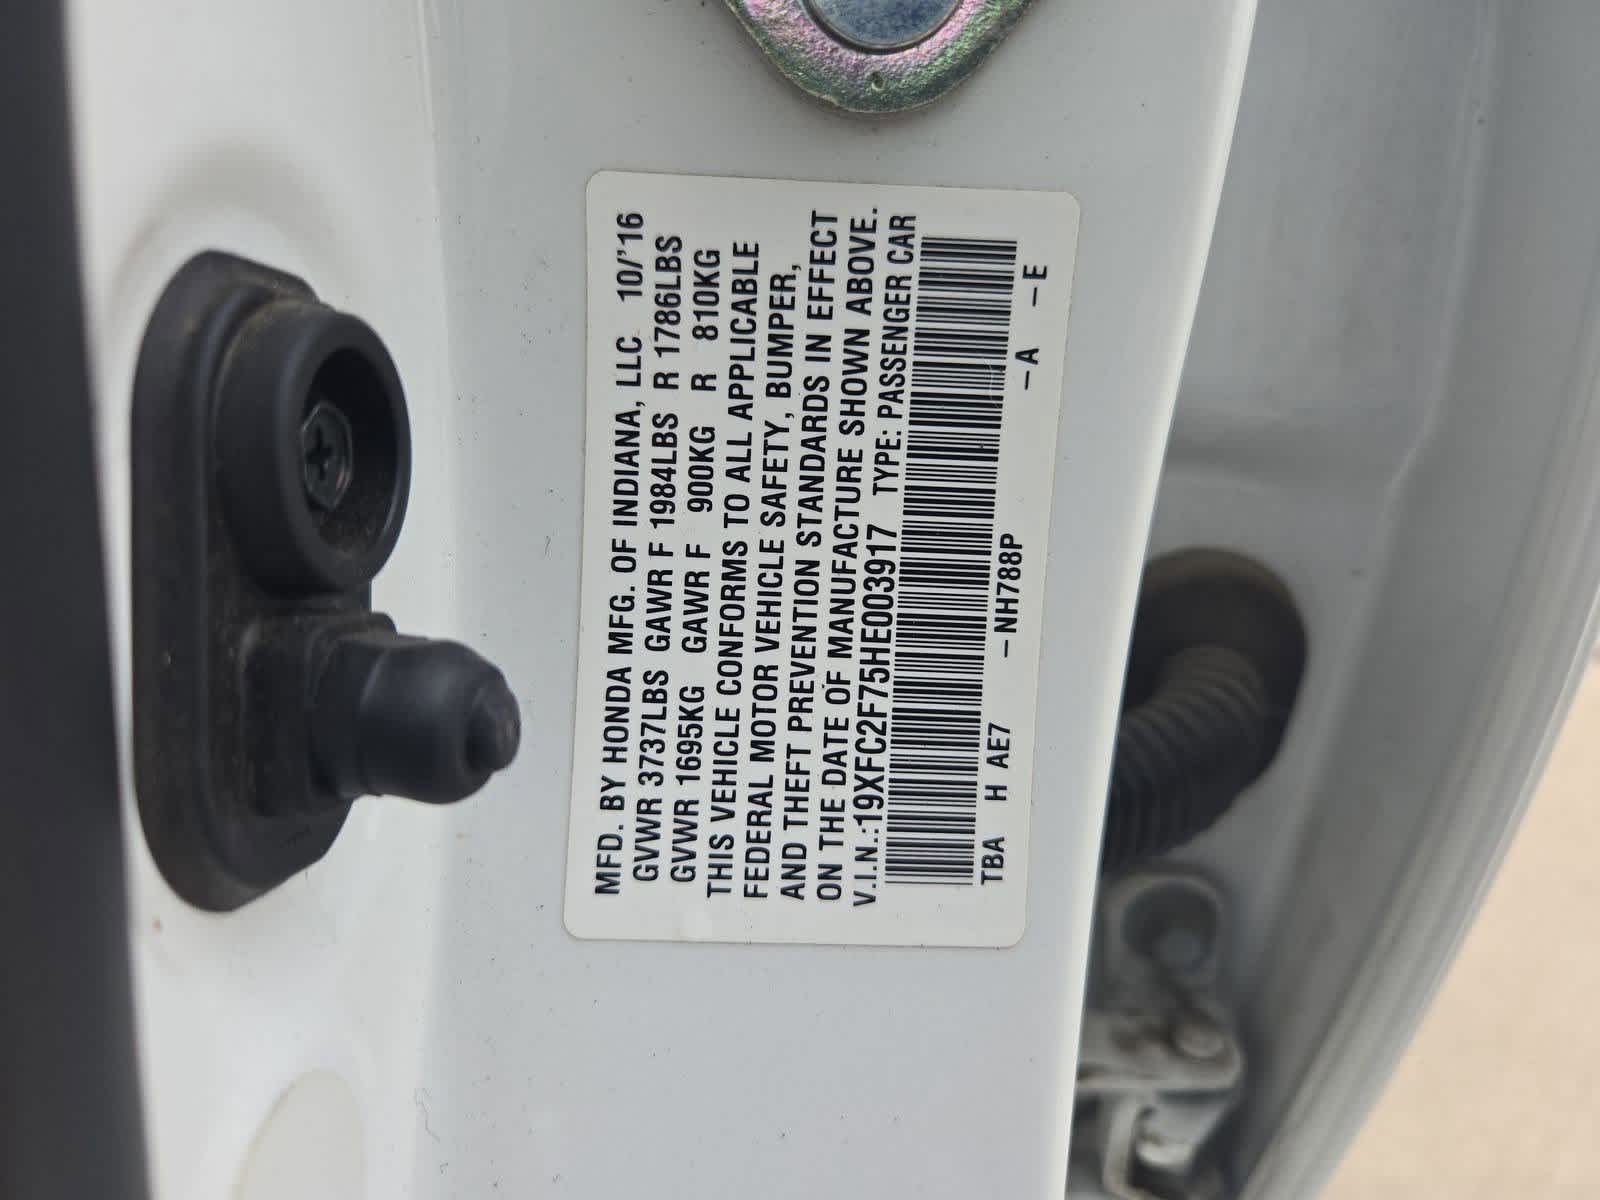 MFD. BY HONDA MFG. OF INDIANA, LLC 10/'16
GVWR 3737LBS GAWR F 1984LBS R 1786LBS
GVWR 1695KG GAWR F 900KG R 810KG
THIS VEHICLE CONFORMS TO ALL APPLICABLE
FEDERAL MOTOR VEHICLE SAFETY, BUMPER,
AND THEFT PREVENTION STANDARDS IN EFFECT
ON THE DATE OF MANUFACTURE SHOWN ABOVE.
V.I.N.:19XFC2F75HE003917 TYPE: PASSENGER CAR
TBA H AE7 -NH788P -A -E